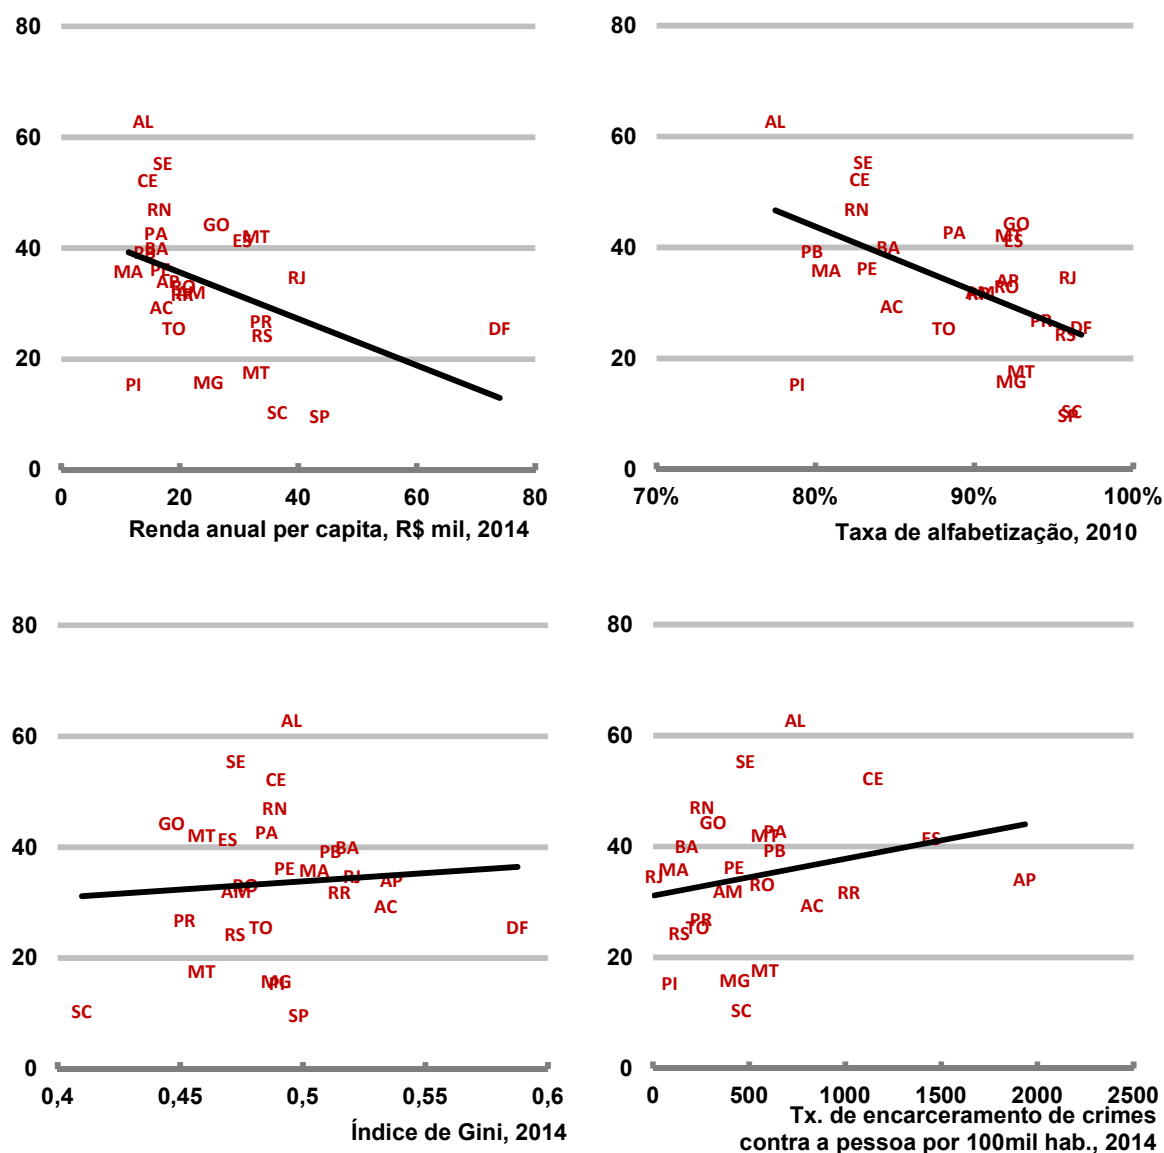 80
60
40
20
0
AL
SE
CE
RN
GO
PA
MT
ES
BA
PB
MA
PE
RJ
AC
TO
PR
RS
DF
PI
MG
MT
SC
SP
0 20 40 60 80
Renda anual per capita, R$ mil, 2014
80
60
40
20
0
AL
SE
CE
RN
GO
PA
MT
ES
BA
PB
MA
PE
AP
RJ
RO
AC
TO
PR
DF
RS
PI
MT
MG
SC
SP
70% 80% 90% 100%
Taxa de alfabetização, 2010
80
60
40
20
0
AL
SE
CE
RN
GO
MT
ES
PA
PB
BA
PE
MA
RJ
AP
AM
RR
AC
PR
RS
TO
DF
MT
MG
PI
SC
SP
0,4 0,45 0,5 0,55 0,6
Índice de Gini, 2014
80
60
40
20
0
AL
SE
CE
RN
GO
MT
PA
ES
BA
PB
MA
PE
RJ
RO
AM
RR
AP
AC
PR
TO
RS
PI
MG
MT
SC
0 500 1000 1500 2000 2500
Tx. de encarceramento de crimes
contra a pessoa por 100mil hab., 2014